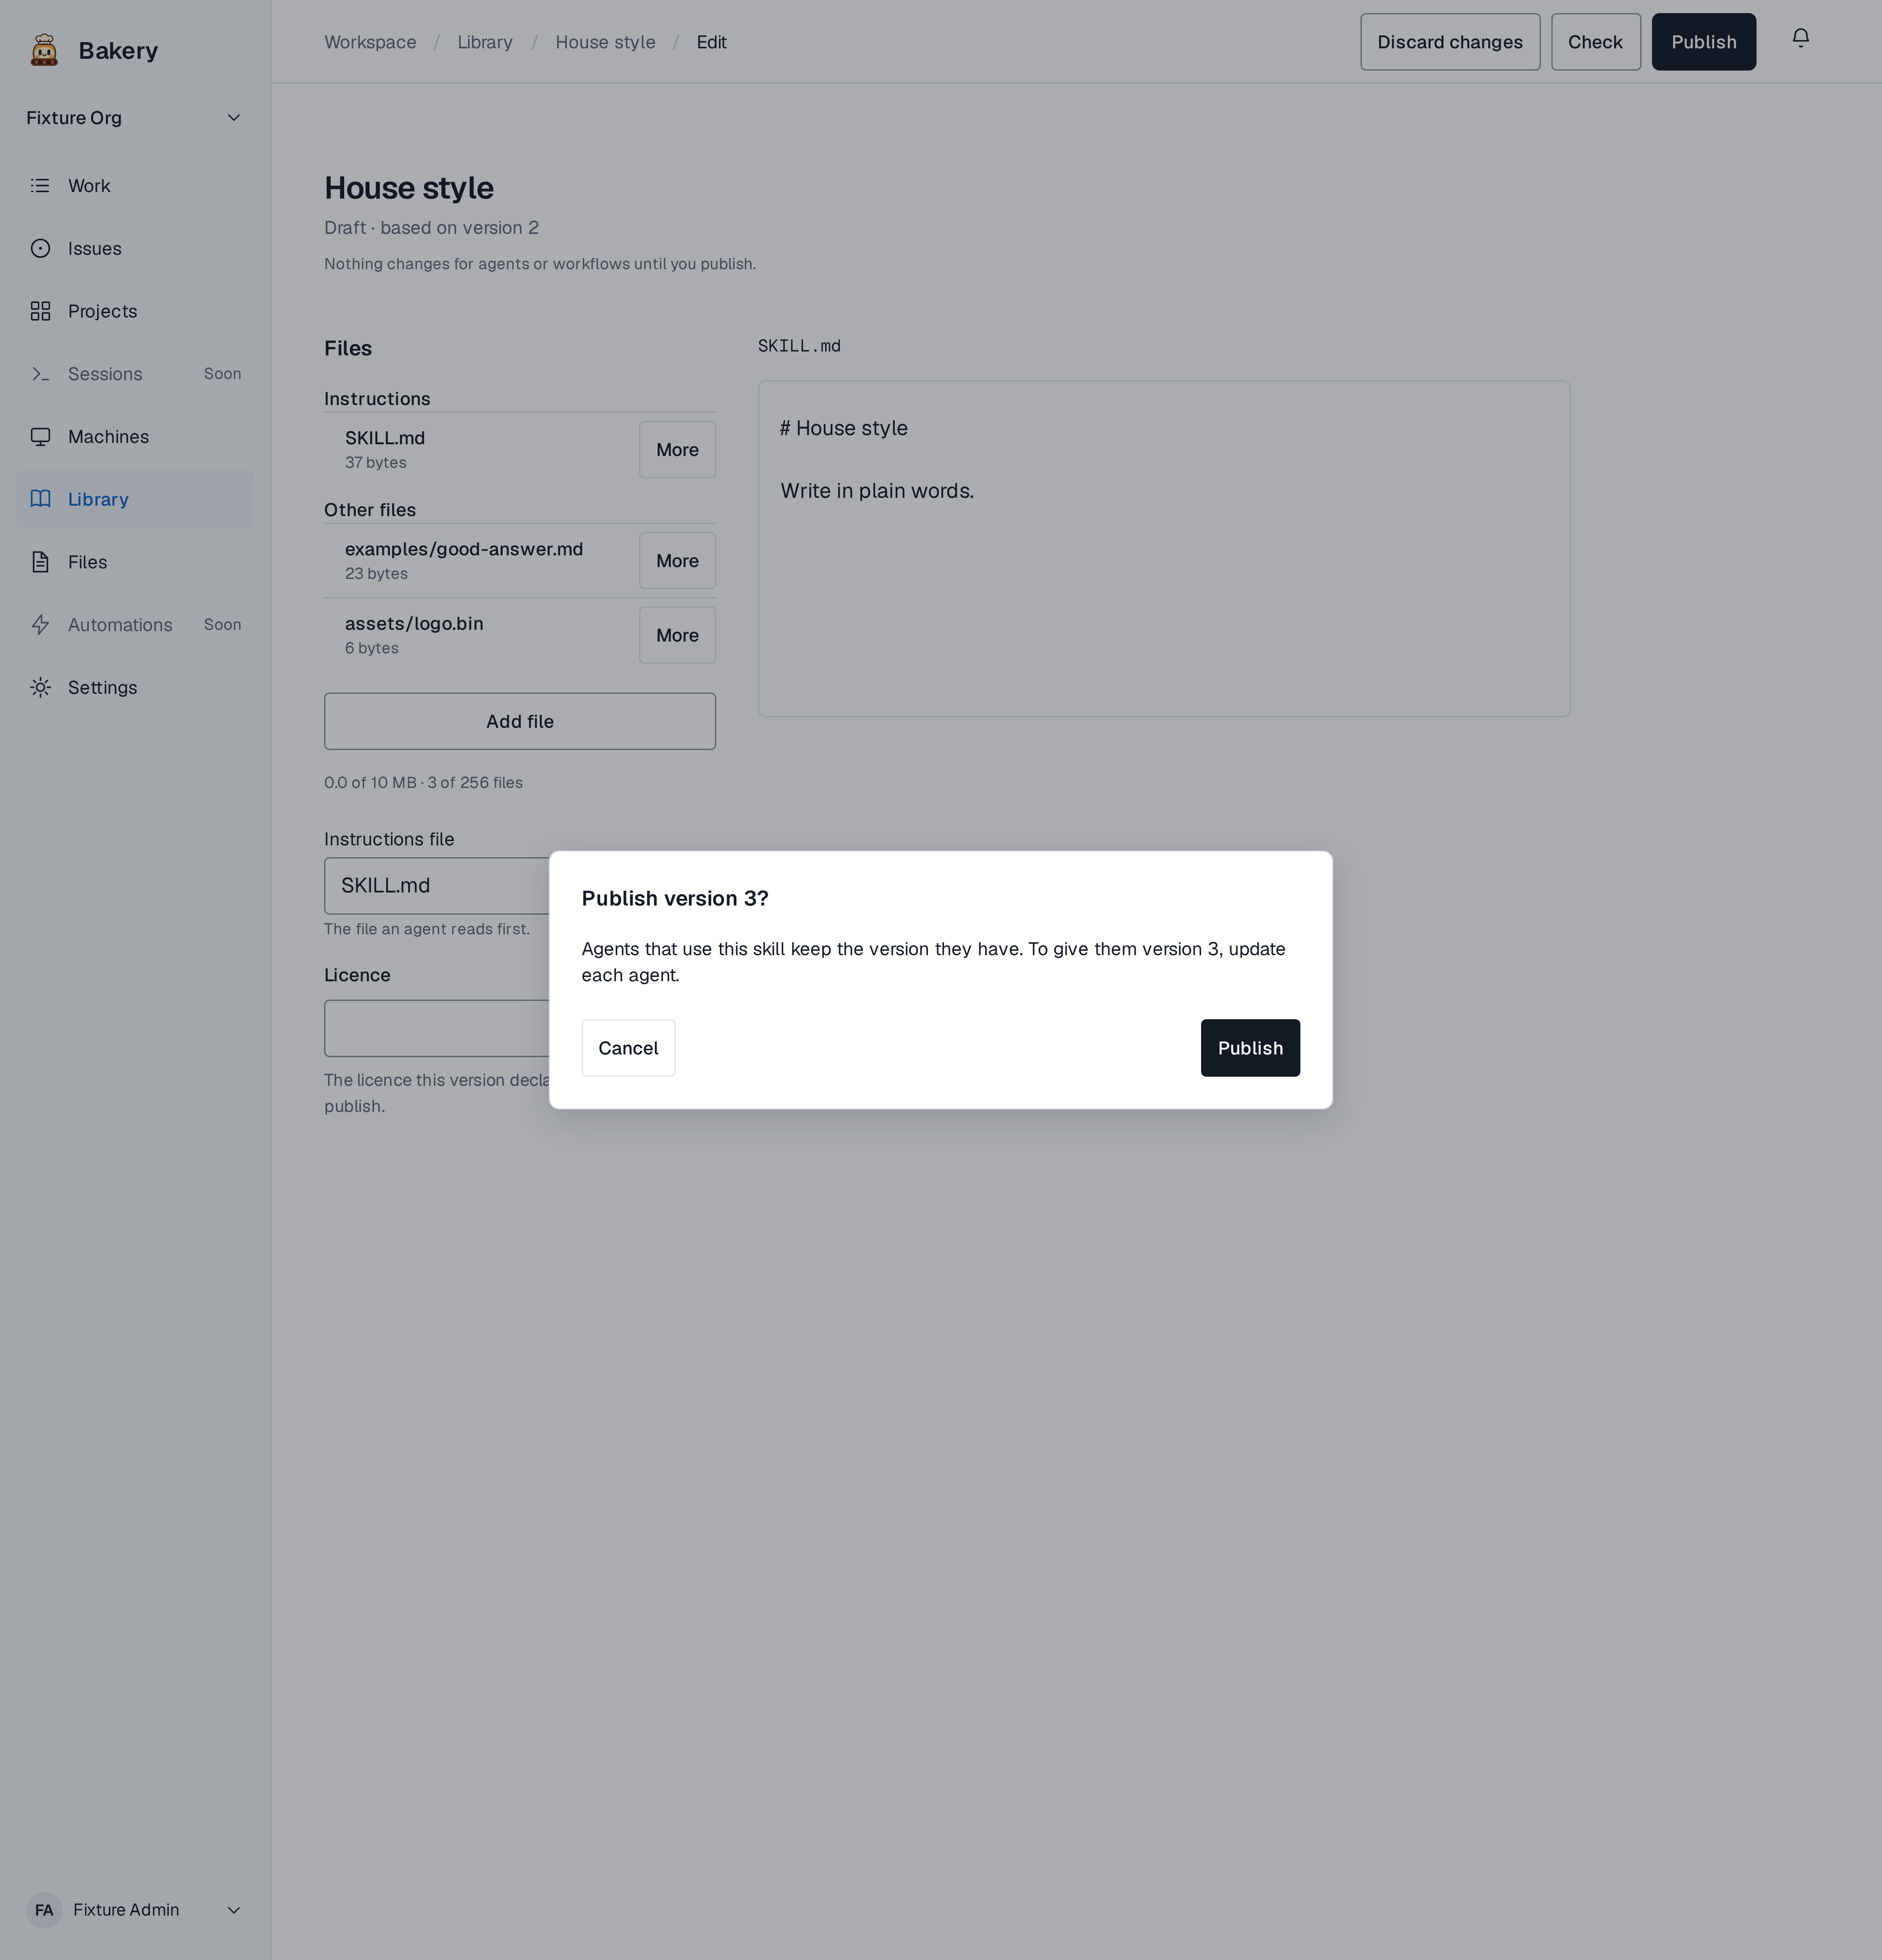 Bakery
Fixture Org
Work
Issues
Projects
Sessions Soon
Machines
Library
Files
Automations Soon
Settings
FA Fixture Admin
Workspace / Library / House style / Edit
Discard changes Check Publish
House style
Draft · based on version 2
Nothing changes for agents or workflows until you publish.
Files
Instructions
SKILL.md
37 bytes
More
Other files
examples/good-answer.md
23 bytes
More
assets/logo.bin
6 bytes
More
Add file
0.0 of 10 MB · 3 of 256 files
SKILL.md
# House style
Write in plain words.
Instructions file
SKILL.md
The file an agent reads first.
Licence
The licence this version
publish.
Publish version 3?
Agents that use this skill keep the version they have. To give them version 3, update
each agent.
Cancel Publish